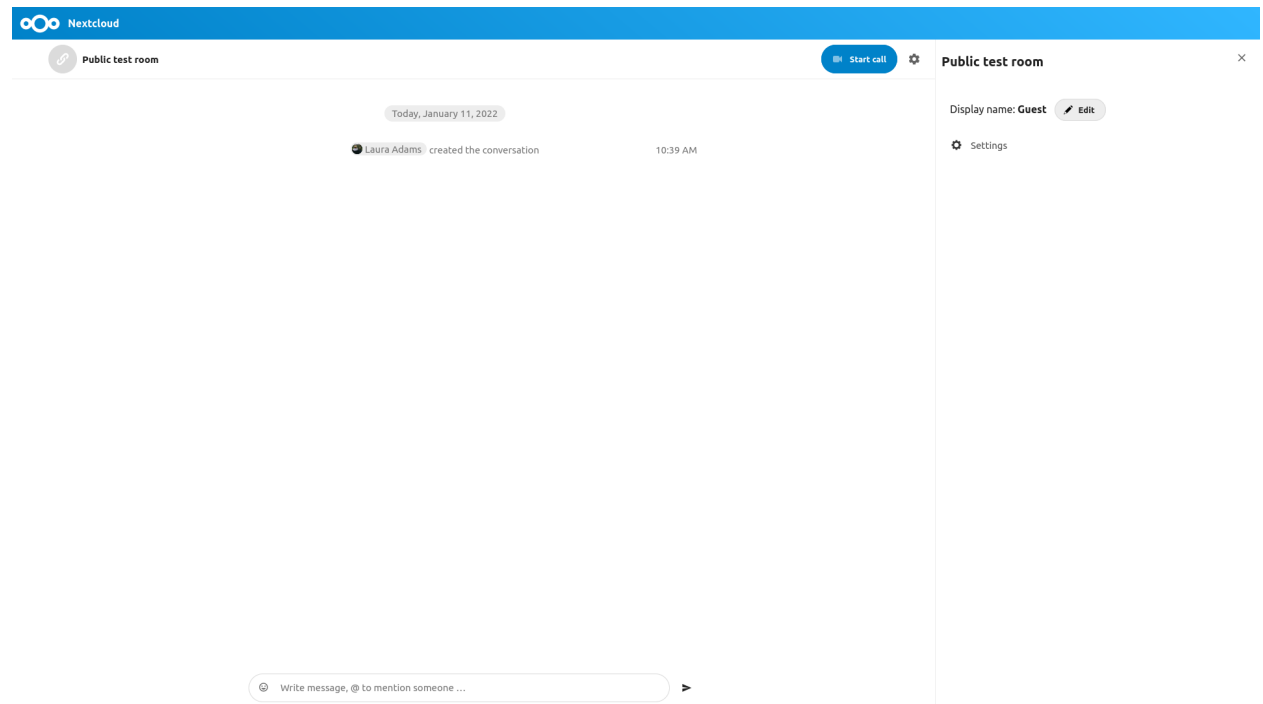 Nextcloud
Public test room
Start call
Today, January 11, 2022
Laura Adams created the conversation 10:39 AM
Write message, @ to mention someone ...
Public test room
Display name: Guest Edit
Settings